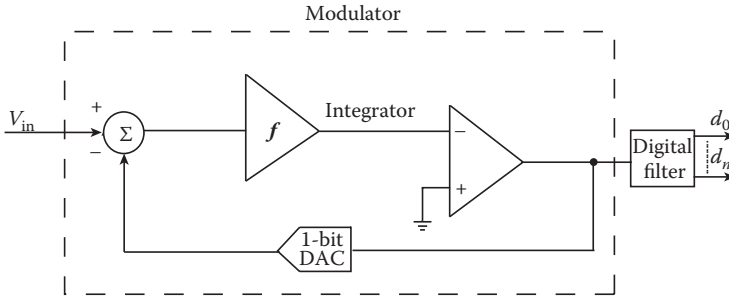 Modulator
V_in
+
−
Σ
f
Integrator
−
+
1-bit
DAC
Digital
filter
d_0
d_n